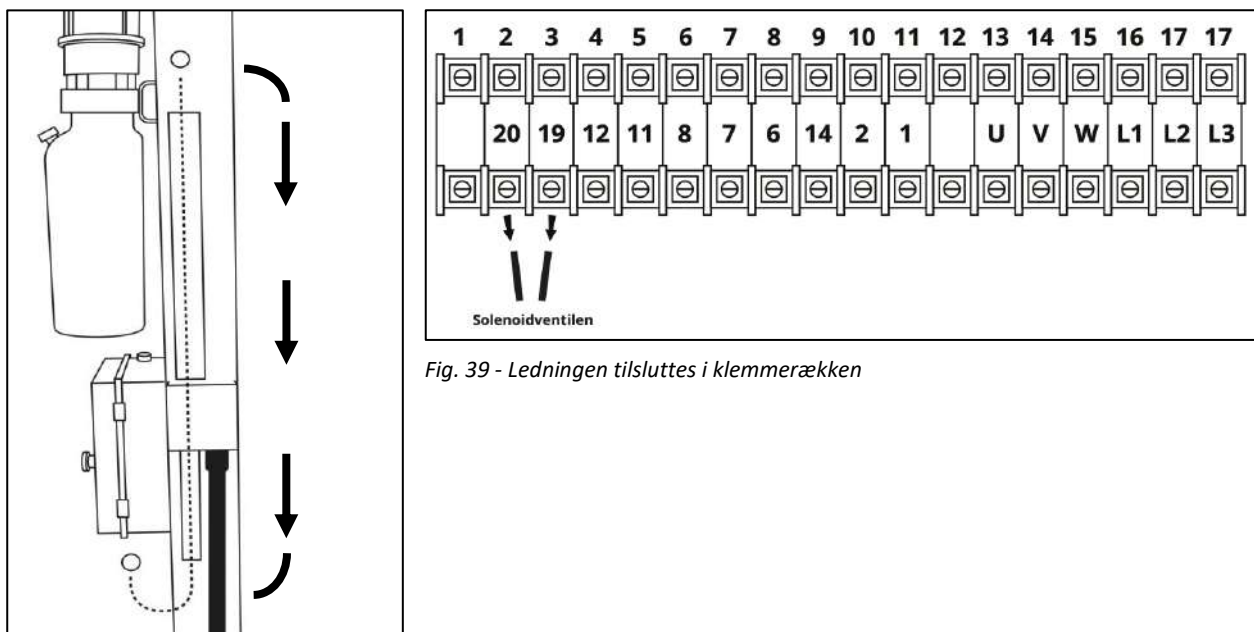 1 2 3 4 5 6 7 8 9 10 11 12 13 14 15 16 17 17
20 19 12 11 8 7 6 14 2 1 U V W L1 L2 L3
Solenoidventilen
Fig. 39 - Ledningen tilsluttes i klemmerækken